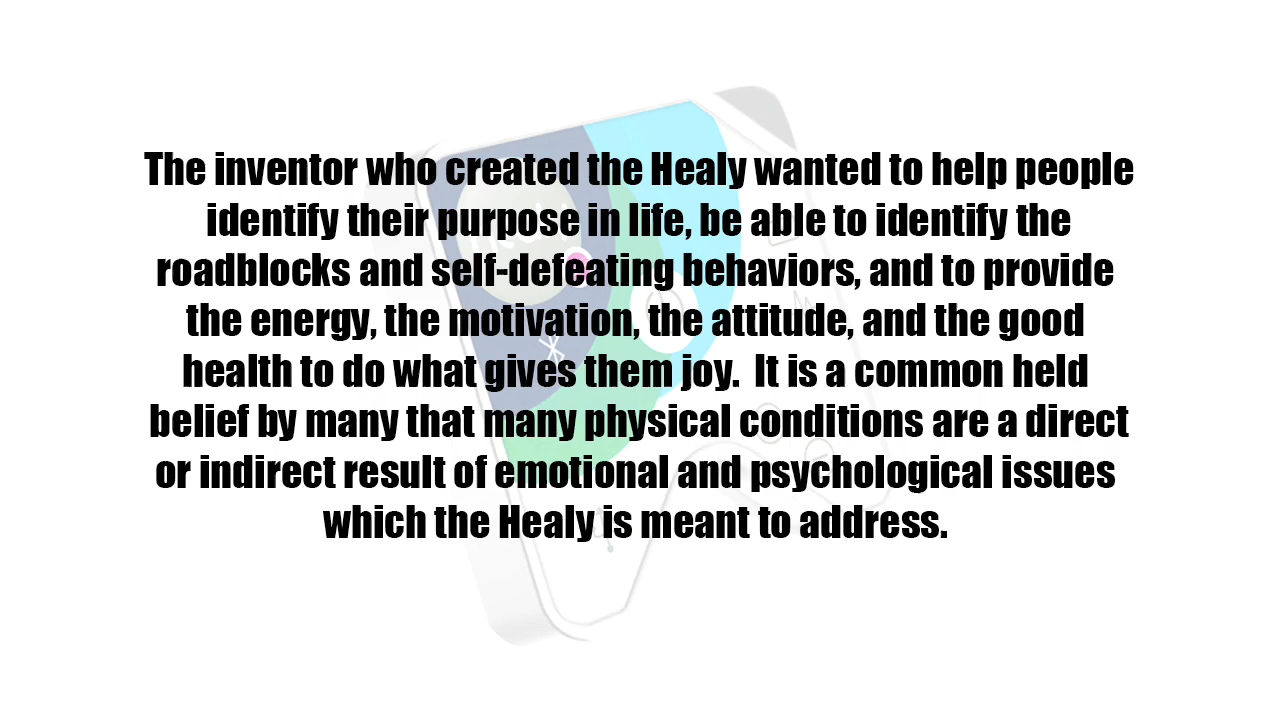 The inventor who created the Healy wanted to help people
identify their purpose in life, be able to identify the
roadblocks and self-defeating behaviors, and to provide
the energy, the motivation, the attitude, and the good
health to do what gives them joy.  It is a common held
belief by many that many physical conditions are a direct
or indirect result of emotional and psychological issues
which the Healy is meant to address.